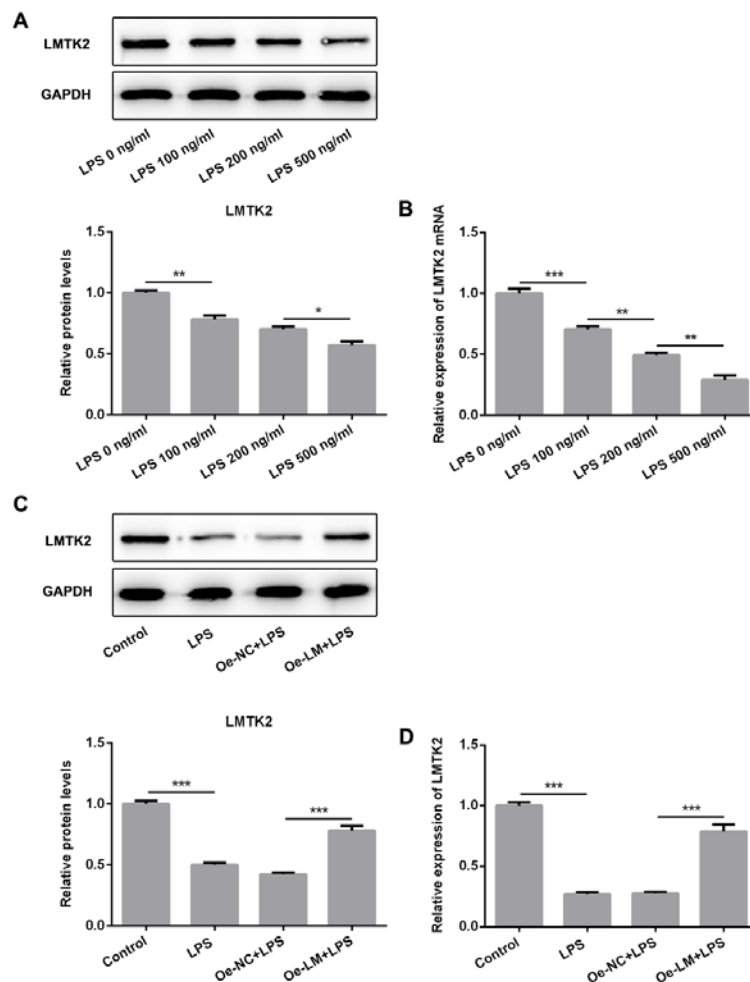 A
LMTK2
GAPDH
LPS 0 ng/ml
LPS 100 ng/ml
LPS 200 ng/ml
LPS 500 ng/ml
LMTK2
Relative protein levels
1.5
1.0
0.5
0.0
**
*
LPS 0 ng/ml
LPS 100 ng/ml
LPS 200 ng/ml
LPS 500 ng/ml
B
Relative expression of LMTK2 mRNA
1.5
1.0
0.5
0.0
***
**
**
LPS 0 ng/ml
LPS 100 ng/ml
LPS 200 ng/ml
LPS 500 ng/ml
C
LMTK2
GAPDH
Control
LPS
Oe-NC+LPS
Oe-LM+LPS
LMTK2
Relative protein levels
1.5
1.0
0.5
0.0
***
***
Control
LPS
Oe-NC+LPS
Oe-LM+LPS
D
Relative expression of LMTK2
1.5
1.0
0.5
0.0
***
***
Control
LPS
Oe-NC+LPS
Oe-LM+LPS